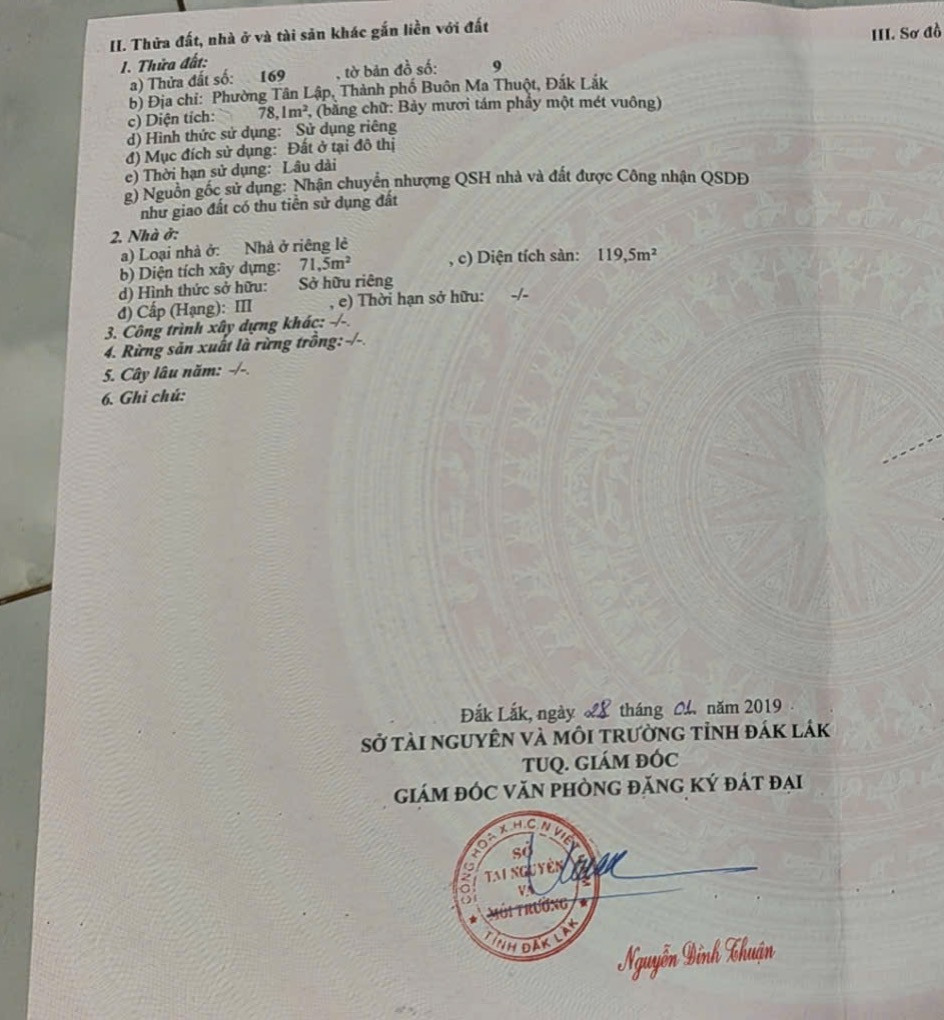 II. Thửa đất, nhà ở và tài sản khác gắn liền với đất
III. Sơ đồ
1. Thửa đất:
a) Thửa đất số: 169 , tờ bản đồ số: 9
b) Địa chỉ: Phường Tân Lập, Thành phố Buôn Ma Thuột, Đắk Lắk
c) Diện tích: 78,1m², (bằng chữ: Bảy mươi tám phẩy một mét vuông)
d) Hình thức sử dụng: Sử dụng riêng
đ) Mục đích sử dụng: Đất ở tại đô thị
e) Thời hạn sử dụng: Lâu dài
g) Nguồn gốc sử dụng: Nhận chuyển nhượng QSH nhà và đất được Công nhận QSDĐ
như giao đất có thu tiền sử dụng đất
2. Nhà ở:
a) Loại nhà ở: Nhà ở riêng lẻ
b) Diện tích xây dựng: 71,5m² , c) Diện tích sàn: 119,5m²
d) Hình thức sở hữu: Sở hữu riêng
đ) Cấp (Hạng): III , e) Thời hạn sở hữu: -/-
3. Công trình xây dựng khác: -/-.
4. Rừng sản xuất là rừng trồng: -/-.
5. Cây lâu năm: -/-.
6. Ghi chú:
Đắk Lắk, ngày 28 tháng 01 năm 2019
SỞ TÀI NGUYÊN VÀ MÔI TRƯỜNG TỈNH ĐẮK LẮK
TUQ. GIÁM ĐỐC
GIÁM ĐỐC VĂN PHÒNG ĐĂNG KÝ ĐẤT ĐAI
CỘNG HOÀ X.H.C.N VIỆT NAM
SỞ
TÀI NGUYÊN
VÀ
MÔI TRƯỜNG
TỈNH ĐẮK LẮK
Nguyễn Đình Thuận